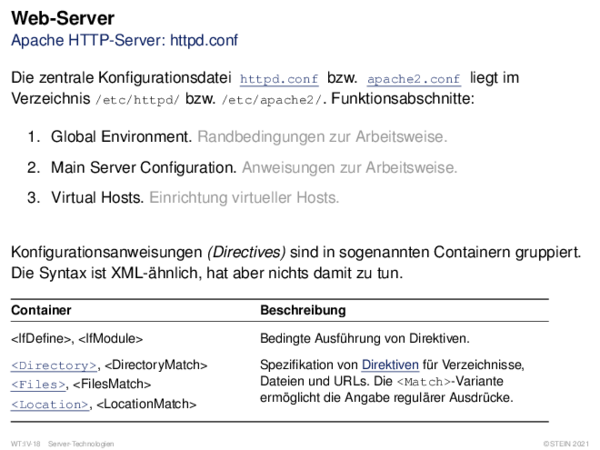 Web-Server
Apache HTTP-Server: httpd.conf
Die zentrale Konfigurationsdatei httpd.conf bzw. apache2.conf liegt im
Verzeichnis /etc/httpd/ bzw. /etc/apache2/. Funktionsabschnitte:
1. Global Environment. Randbedingungen zur Arbeitsweise.
2. Main Server Configuration. Anweisungen zur Arbeitsweise.
3. Virtual Hosts. Einrichtung virtueller Hosts.
Konfigurationsanweisungen (Directives) sind in sogenannten Containern gruppiert.
Die Syntax ist XML-ähnlich, hat aber nichts damit zu tun.
Container Beschreibung
<IfDefine>, <IfModule> Bedingte Ausführung von Direktiven.
<Directory>, <DirectoryMatch> Spezifikation von Direktiven für Verzeichnisse,
<Files>, <FilesMatch> Dateien und URLs. Die <Match>-Variante
<Location>, <LocationMatch> ermöglicht die Angabe regulärer Ausdrücke.
WT:IV-18 Server-Technologien ©STEIN 2021